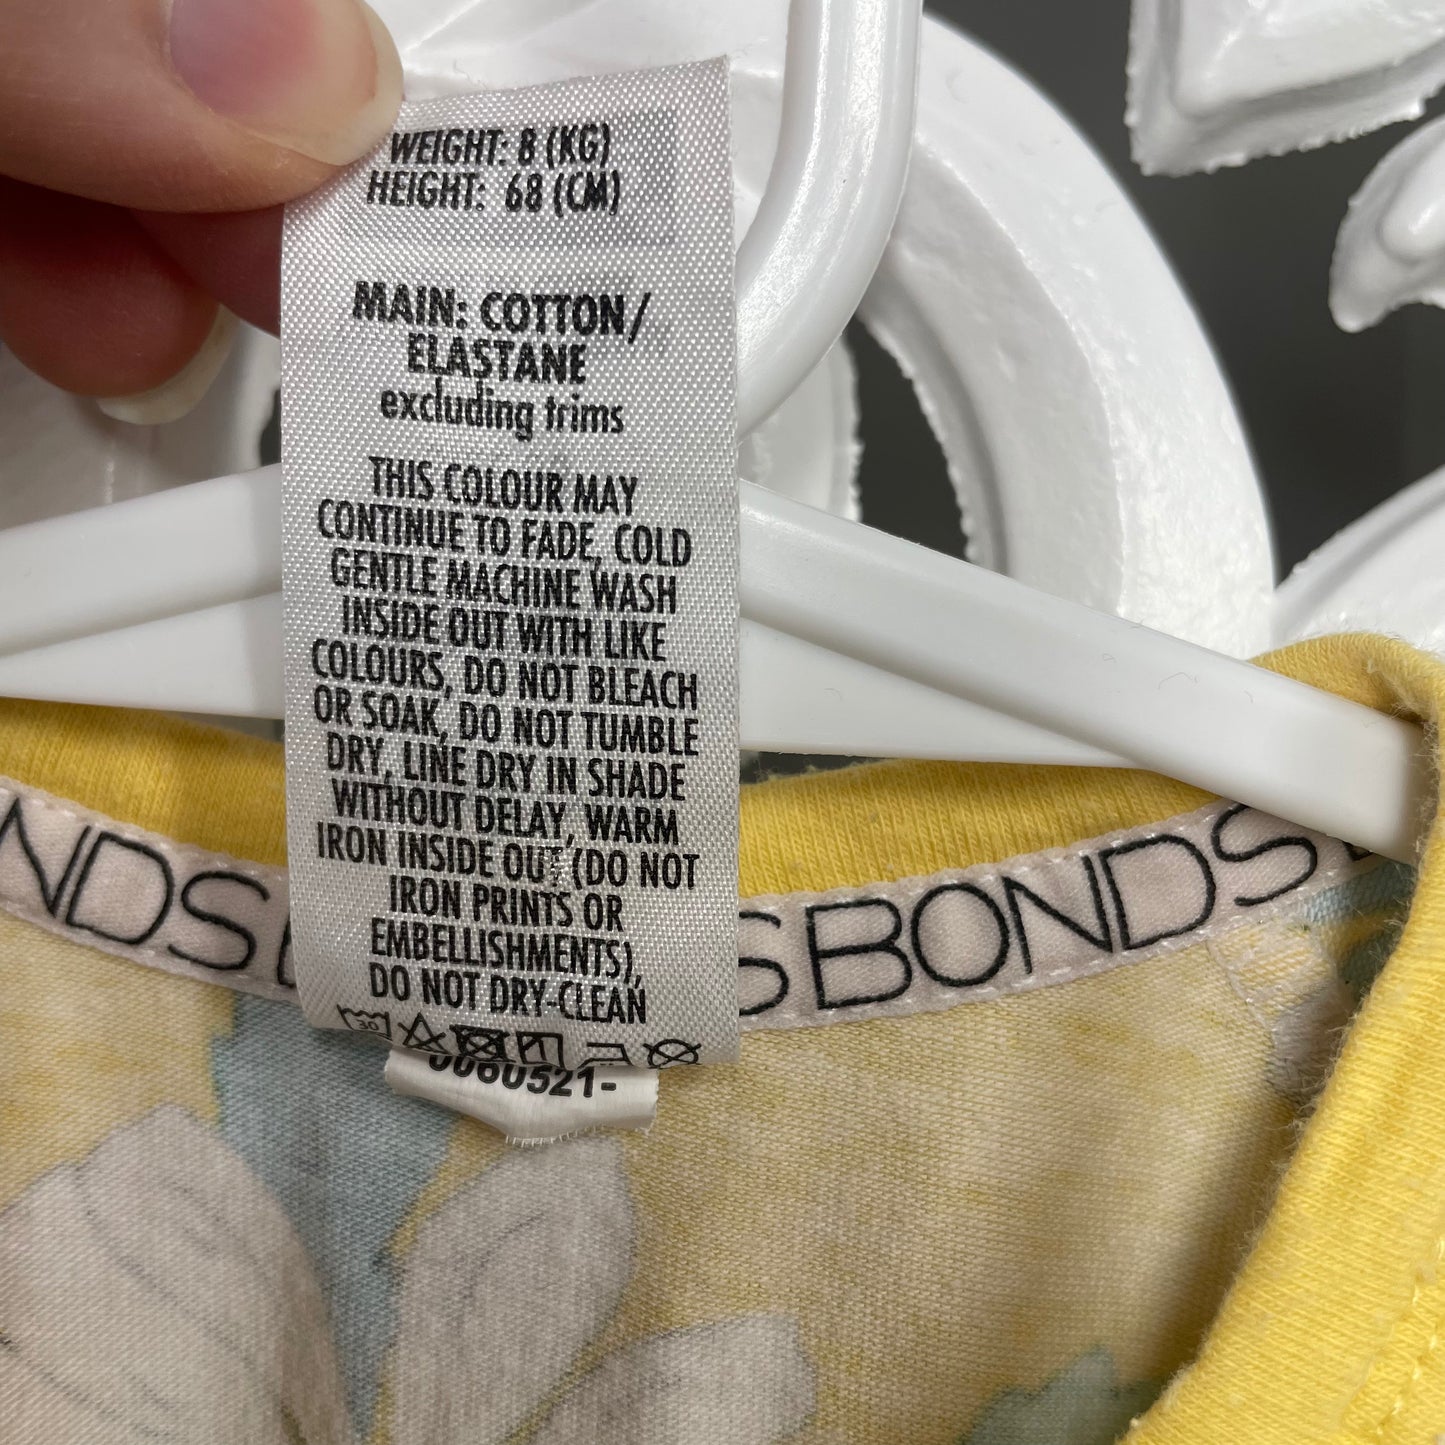 WEIGHT: 8 (KG)
HEIGHT: 68 (CM)
MAIN: COTTON/
ELASTANE
excluding trims
THIS COLOUR MAY
CONTINUE TO FADE, COLD
GENTLE MACHINE WASH
INSIDE OUT WITH LIKE
COLOURS, DO NOT BLEACH
OR SOAK, DO NOT TUMBLE
DRY, LINE DRY IN SHADE
WITHOUT DELAY, WARM
IRON INSIDE OUT (DO NOT
IRON PRINTS OR
EMBELLISHMENTS),
DO NOT DRY-CLEAN
30
0060521-
NDS
S BONDS